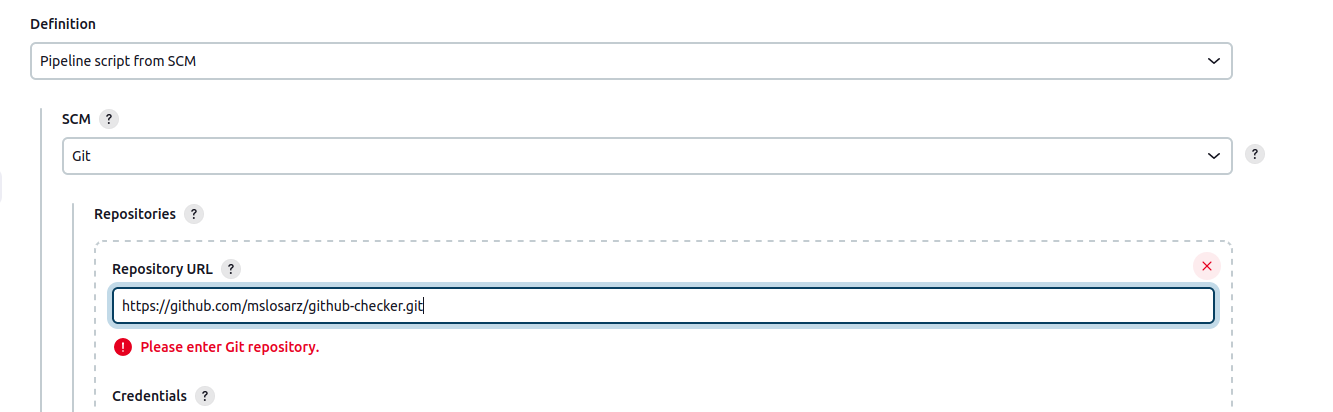 Definition
Pipeline script from SCM
SCM ?
Git
?
Repositories ?
Repository URL ?
https://github.com/mslosarz/github-checker.git
! Please enter Git repository.
Credentials ?